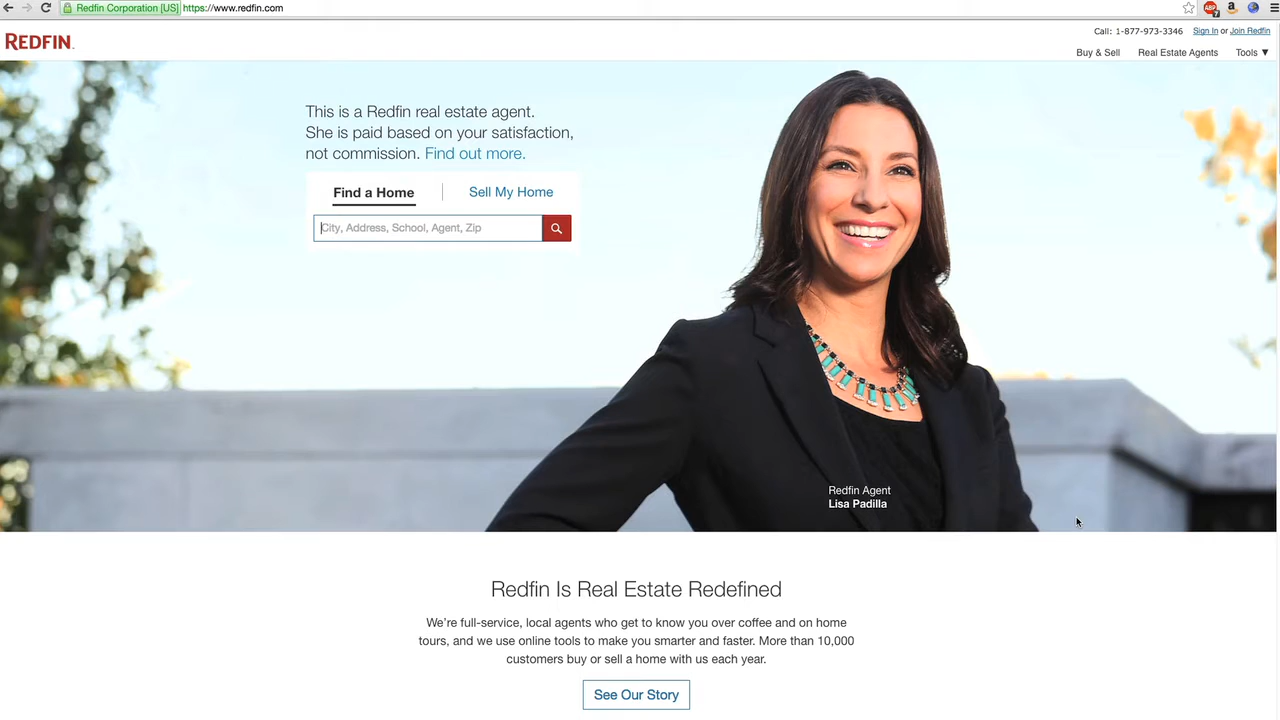 Redfin Corporation [US] https://www.redfin.com
ABP
7
a
REDFIN
Call: 1-877-973-3346 Sign In or Join Redfin
Buy & Sell Real Estate Agents Tools ▼
This is a Redfin real estate agent.
She is paid based on your satisfaction,
not commission. Find out more.
Find a Home Sell My Home
City, Address, School, Agent, Zip
Redfin Agent
Lisa Padilla
Redfin Is Real Estate Redefined
We're full-service, local agents who get to know you over coffee and on home
tours, and we use online tools to make you smarter and faster. More than 10,000
customers buy or sell a home with us each year.
See Our Story